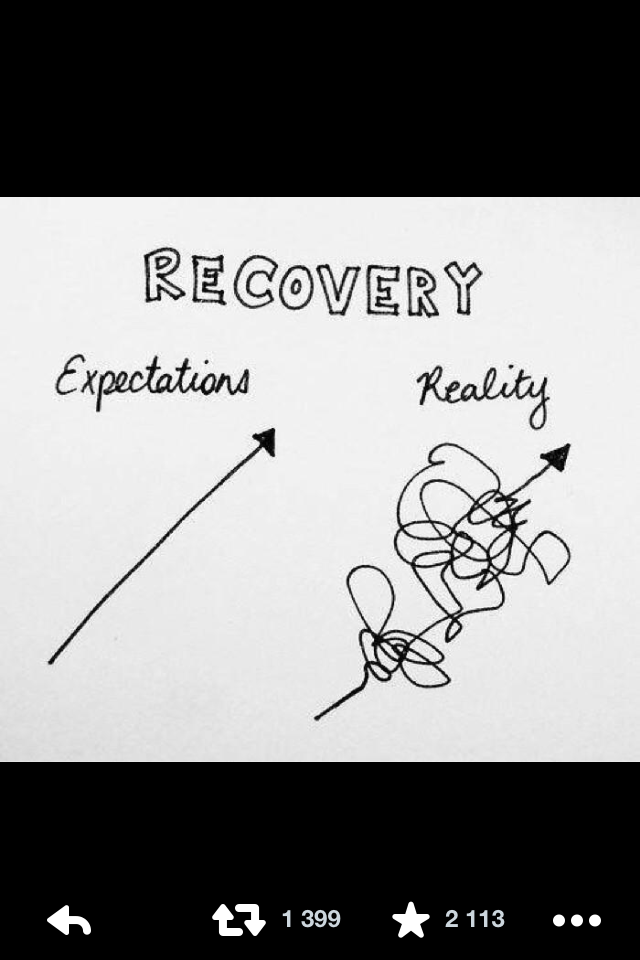 RECOVERY
Expectations
Reality
1 399
2 113